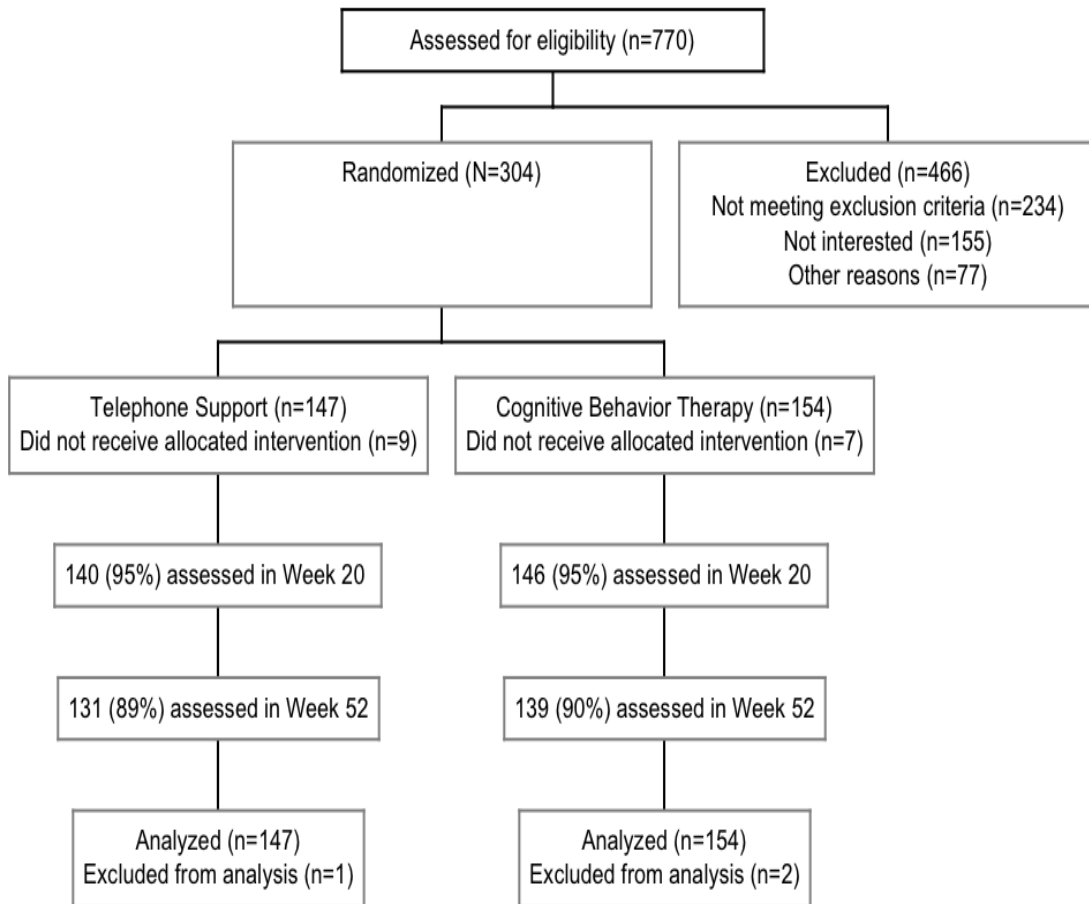 Assessed for eligibility (n=770)
Randomized (N=304)
Excluded (n=466)
Not meeting exclusion criteria (n=234)
Not interested (n=155)
Other reasons (n=77)
Telephone Support (n=147)
Did not receive allocated intervention (n=9)
Cognitive Behavior Therapy (n=154)
Did not receive allocated intervention (n=7)
140 (95%) assessed in Week 20
146 (95%) assessed in Week 20
131 (89%) assessed in Week 52
139 (90%) assessed in Week 52
Analyzed (n=147)
Excluded from analysis (n=1)
Analyzed (n=154)
Excluded from analysis (n=2)